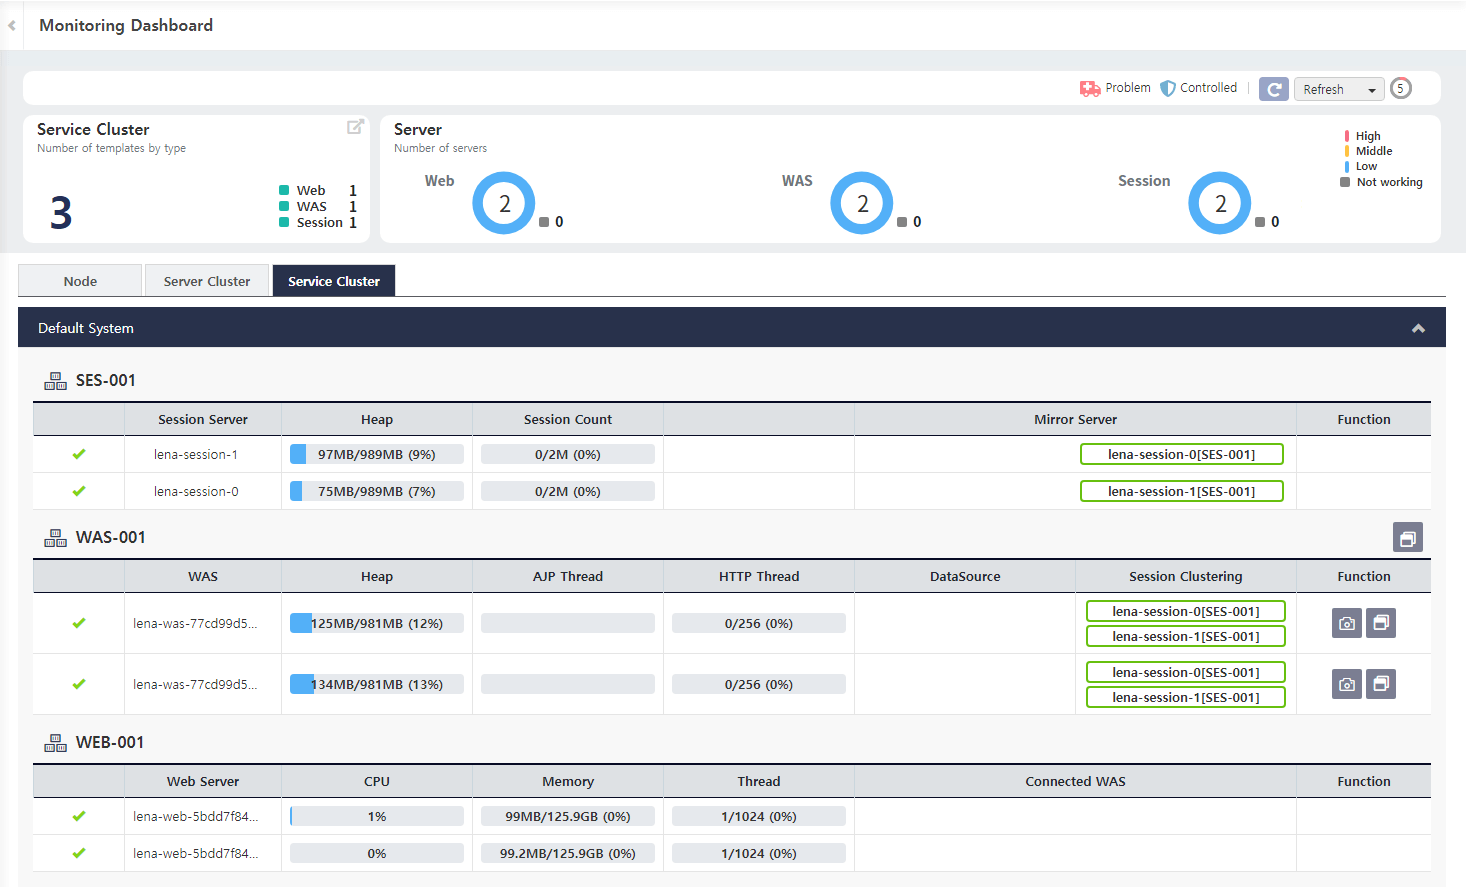 Monitoring Dashboard
Problem Controlled Refresh 5
Service Cluster
Number of templates by type
3
Web 1
WAS 1
Session 1
Server
Number of servers
Web 2 0
WAS 2 0
Session 2 0
High
Middle
Low
Not working
Node Server Cluster Service Cluster
Default System
SES-001
Session Server Heap Session Count Mirror Server Function
lena-session-1 97MB/989MB (9%) 0/2M (0%) lena-session-0[SES-001]
lena-session-0 75MB/989MB (7%) 0/2M (0%) lena-session-1[SES-001]
WAS-001
WAS Heap AJP Thread HTTP Thread DataSource Session Clustering Function
lena-was-77cd99d5... 125MB/981MB (12%) 0/256 (0%) lena-session-0[SES-001]
lena-session-1[SES-001]
lena-was-77cd99d5... 134MB/981MB (13%) 0/256 (0%) lena-session-0[SES-001]
lena-session-1[SES-001]
WEB-001
Web Server CPU Memory Thread Connected WAS Function
lena-web-5bdd7f84... 1% 99MB/125.9GB (0%) 1/1024 (0%)
lena-web-5bdd7f84... 0% 99.2MB/125.9GB (0%) 1/1024 (0%)